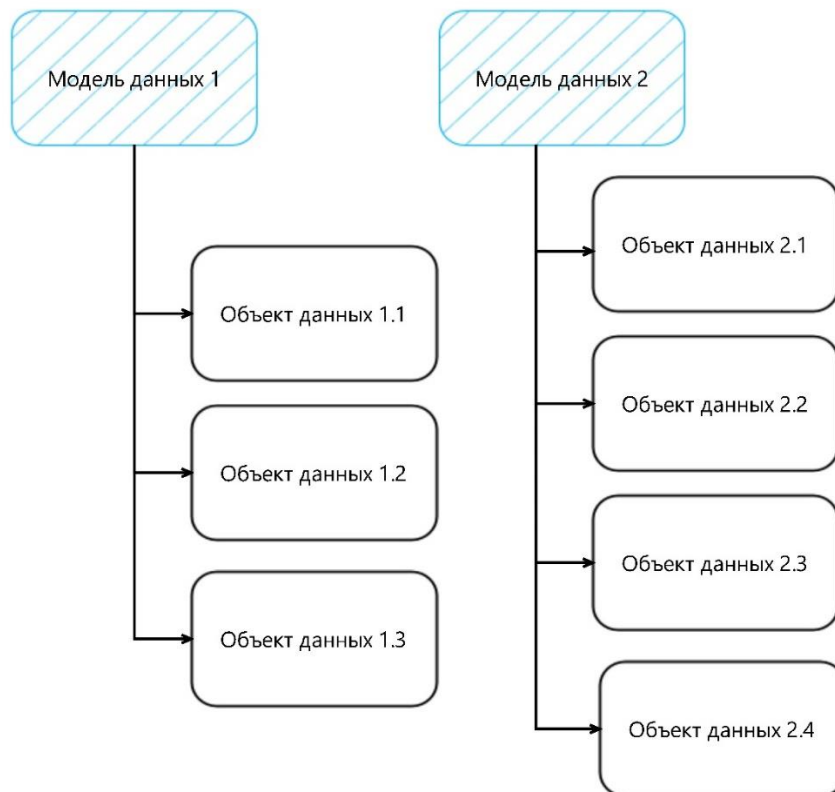 Модель данных 1
Модель данных 2
Объект данных 1.1
Объект данных 1.2
Объект данных 1.3
Объект данных 2.1
Объект данных 2.2
Объект данных 2.3
Объект данных 2.4